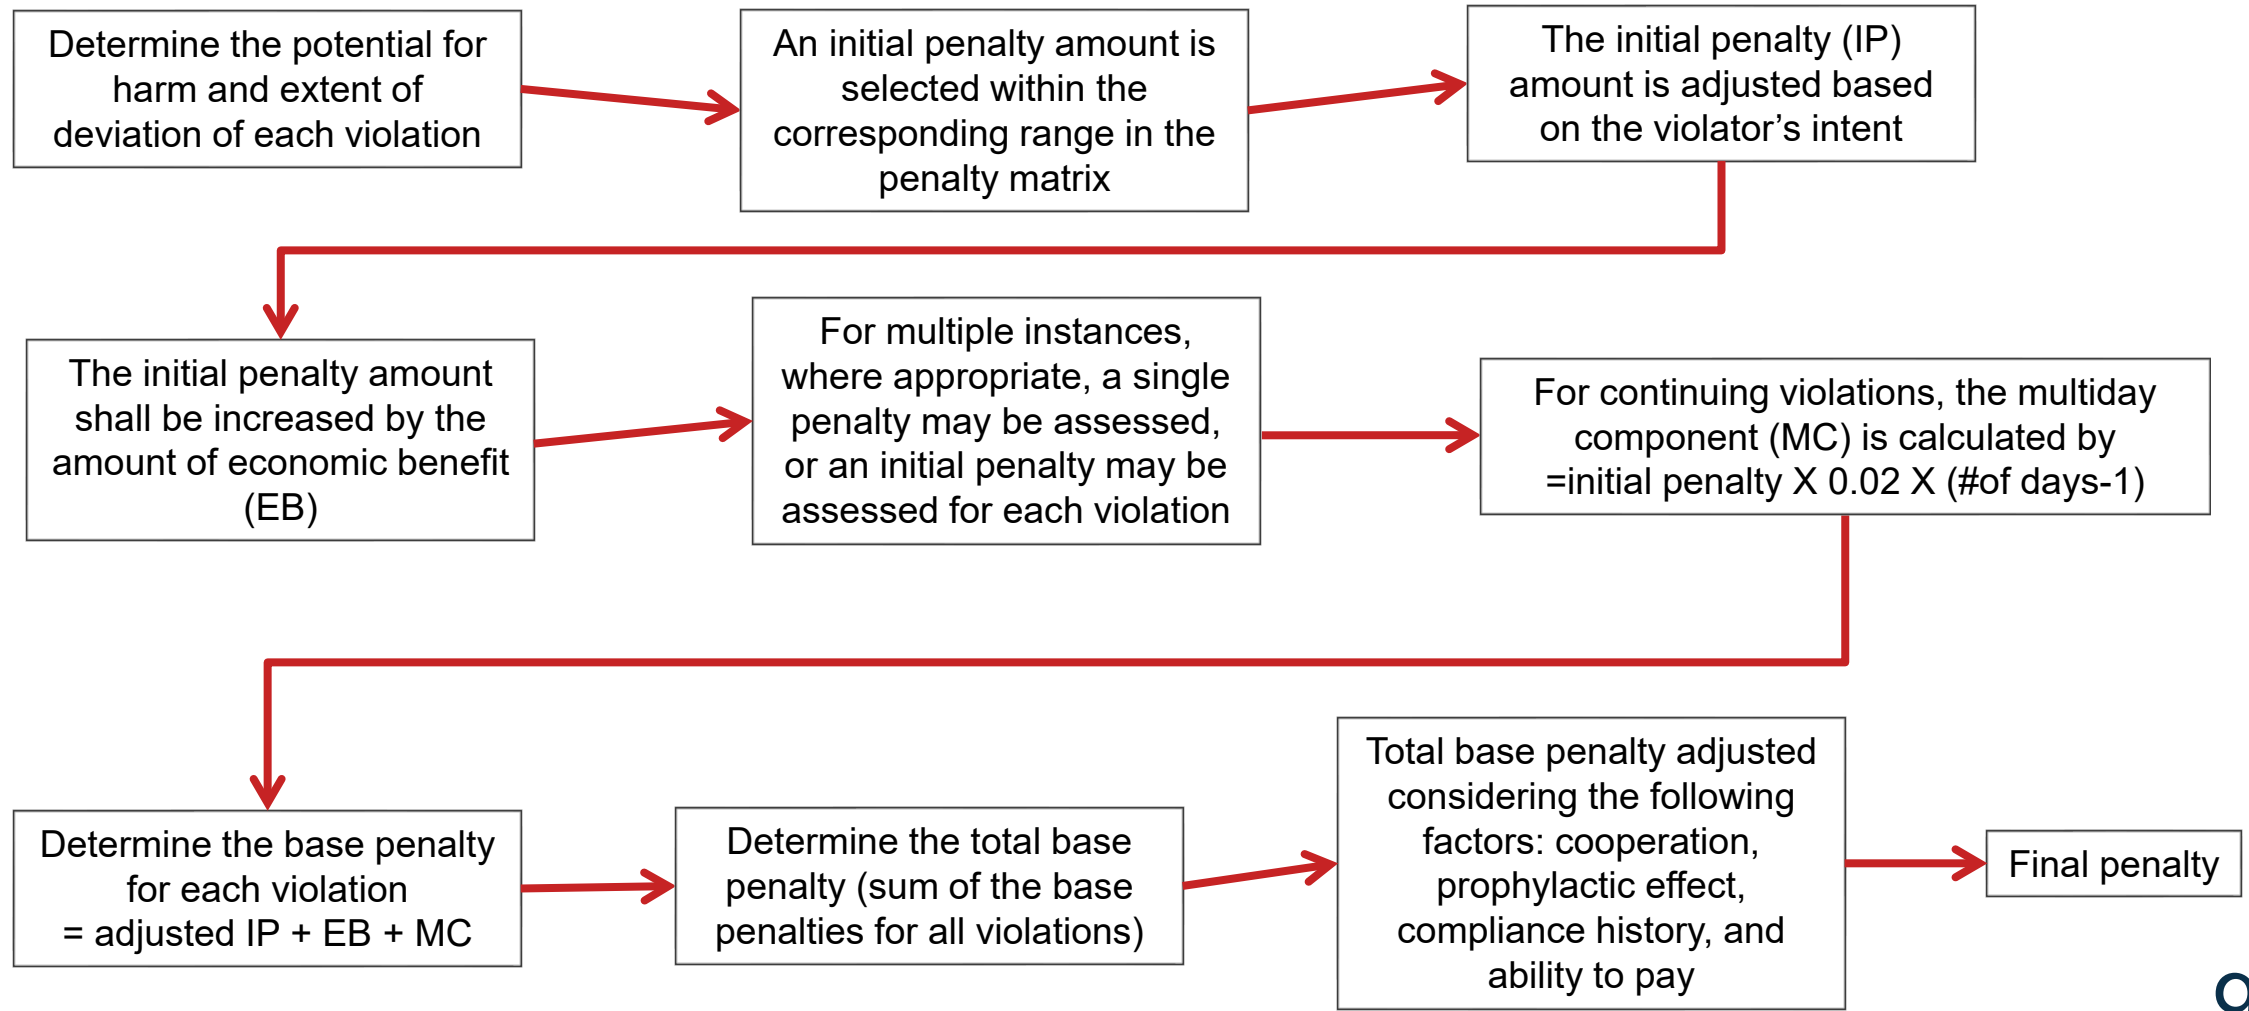 Determine the potential for
harm and extent of
deviation of each violation
An initial penalty amount is
selected within the
corresponding range in the
penalty matrix
The initial penalty (IP)
amount is adjusted based
on the violator’s intent
The initial penalty amount
shall be increased by the
amount of economic benefit
(EB)
For multiple instances,
where appropriate, a single
penalty may be assessed,
or an initial penalty may be
assessed for each violation
For continuing violations, the multiday
component (MC) is calculated by
=initial penalty X 0.02 X (#of days-1)
Determine the base penalty
for each violation
= adjusted IP + EB + MC
Determine the total base
penalty (sum of the base
penalties for all violations)
Total base penalty adjusted
considering the following
factors: cooperation,
prophylactic effect,
compliance history, and
ability to pay
Final penalty